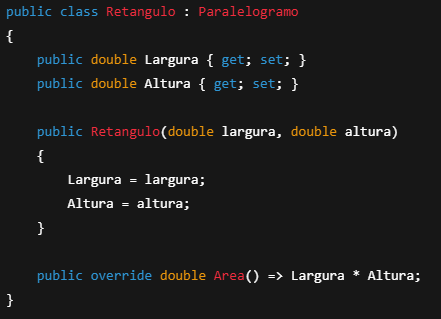 public class Retangulo : Paralelogramo
{
    public double Largura { get; set; }
    public double Altura { get; set; }

    public Retangulo(double largura, double altura)
    {
        Largura = largura;
        Altura = altura;
    }

    public override double Area() => Largura * Altura;
}